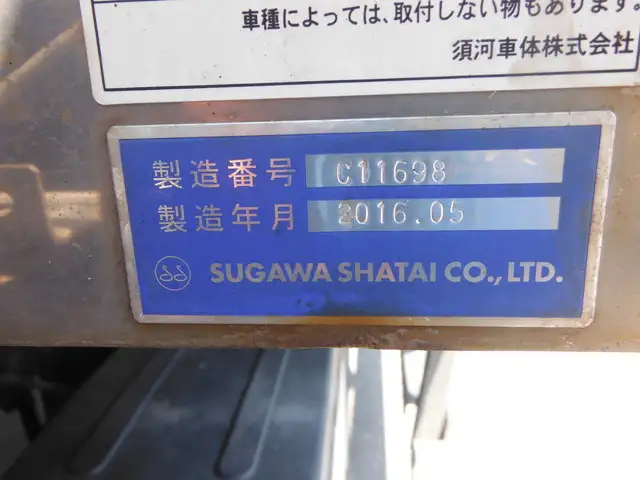 車種によっては、取付しない物もあります。
須河車体株式会社
製造番号 C11698
製造年月 2016.05
SUGAWA SHATAI CO., LTD.